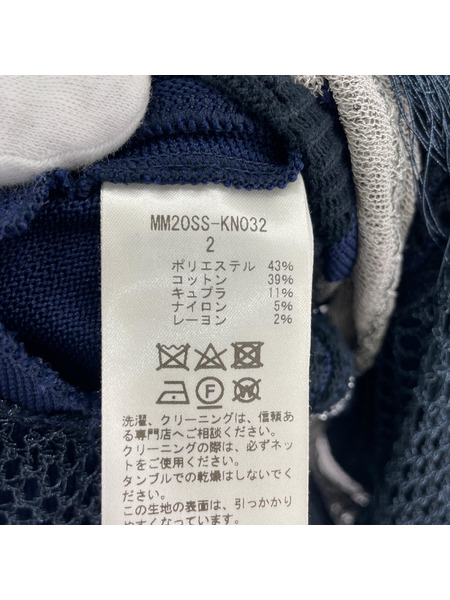 MM20SS-KN032
2
ポリエステル 43%
コットン 39%
キュプラ 11%
ナイロン 5%
レーヨン 2%
F
W
洗濯、クリーニングは、信頼あ
る専門店へご相談ください。
クリーニングの際は、必ずネッ
トをご使用ください。
タンブルでの乾燥はしないでく
ださい。
この生地の表面は、引っかかり
やすくなっています。